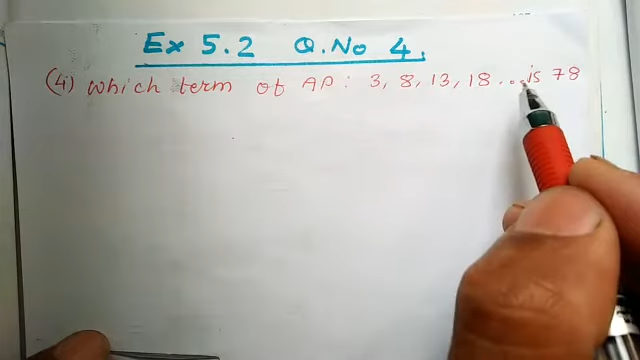 Ex 5.2 Q.No 4.
(4) which term of AP: 3, 8, 13, 18 ... is 78